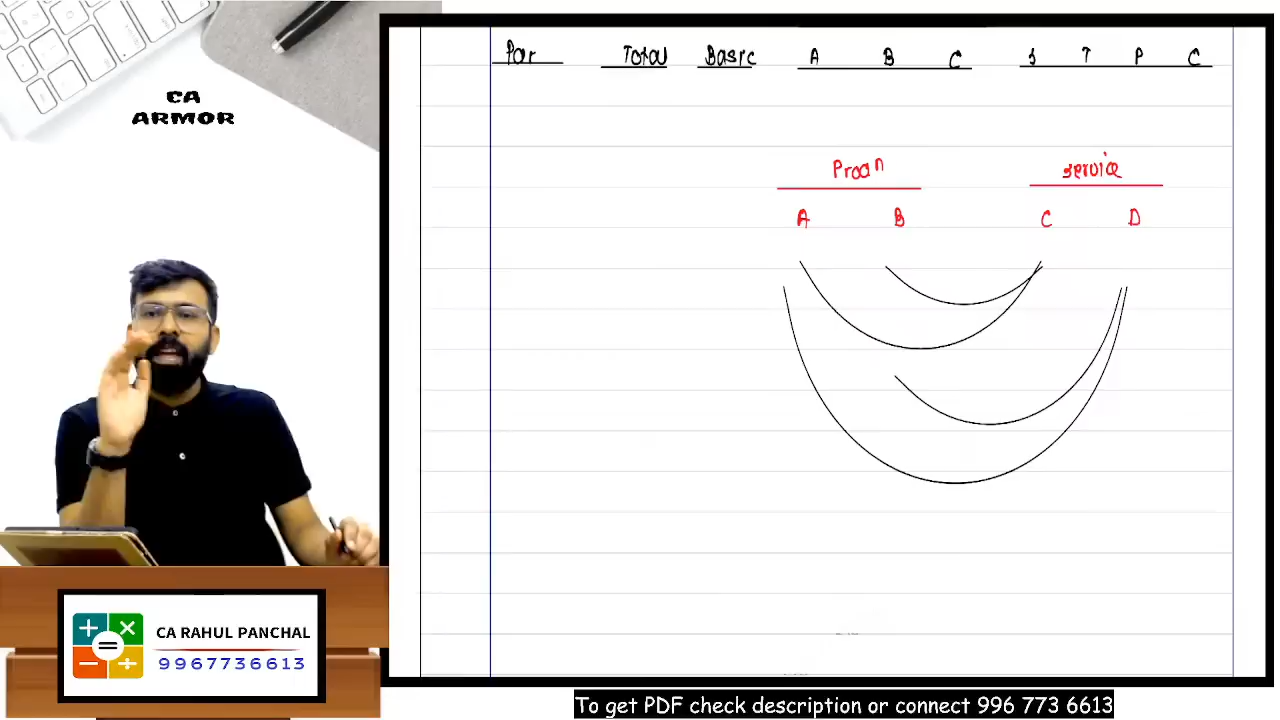 Par Total Basic A B C S T P C
CA
ARMOR
Prodn Service
A B C D
CA RAHUL PANCHAL
9967736613
To get PDF check description or connect 996 773 6613